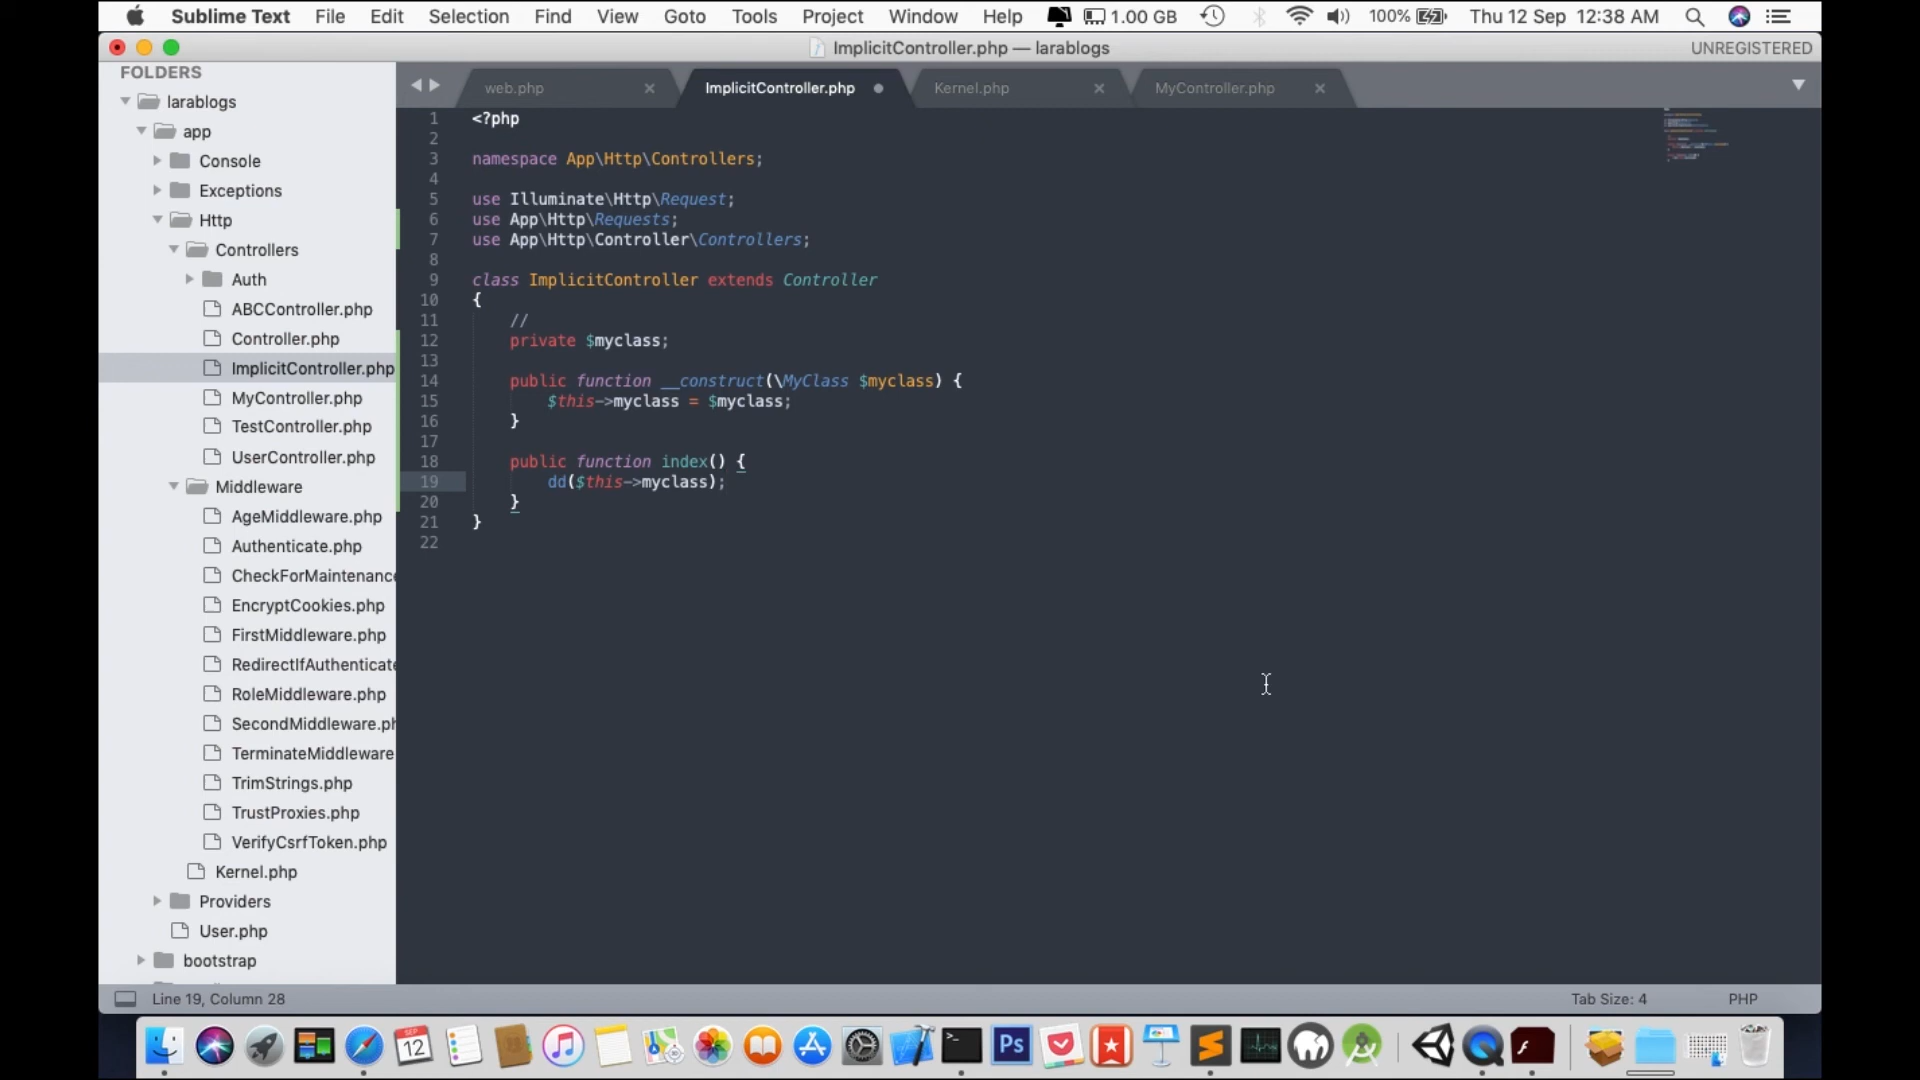 Sublime Text File Edit Selection Find View Goto Tools Project Window Help 1.00 GB 100% Thu 12 Sep 12:38 AM
ImplicitController.php — larablogs UNREGISTERED
FOLDERS
larablogs
app
Console
Exceptions
Http
Controllers
Auth
ABCController.php
Controller.php
ImplicitController.php
MyController.php
TestController.php
UserController.php
Middleware
AgeMiddleware.php
Authenticate.php
CheckForMaintenanc
EncryptCookies.php
FirstMiddleware.php
RedirectIfAuthenticate
RoleMiddleware.php
SecondMiddleware.ph
TerminateMiddleware
TrimStrings.php
TrustProxies.php
VerifyCsrfToken.php
Kernel.php
Providers
User.php
bootstrap
web.php ImplicitController.php Kernel.php MyController.php
1 <?php
2
3 namespace App\Http\Controllers;
4
5 use Illuminate\Http\Request;
6 use App\Http\Requests;
7 use App\Http\Controller\Controllers;
8
9 class ImplicitController extends Controller
10 {
11 //
12 private $myclass;
13
14 public function __construct(\MyClass $myclass) {
15 $this->myclass = $myclass;
16 }
17
18 public function index() {
19 dd($this->myclass);
20 }
21 }
22
Line 19, Column 28 Tab Size: 4 PHP
SEP
12
Ps